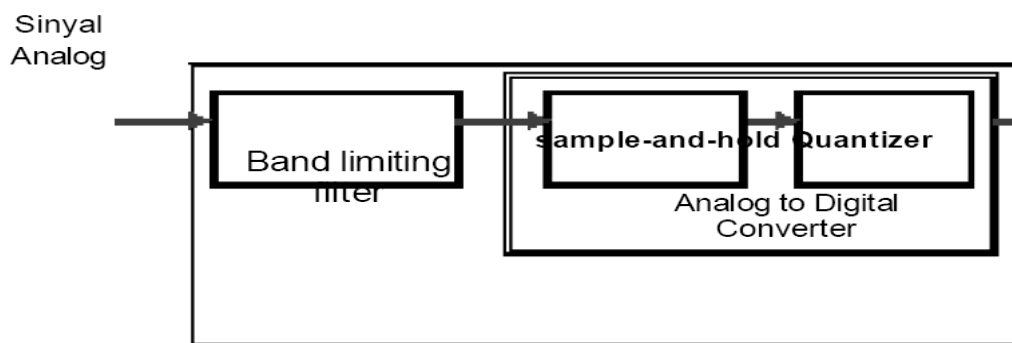 Sinyal
Analog
Band limiting
filter
sample-and-hold Quantizer
Analog to Digital
Converter